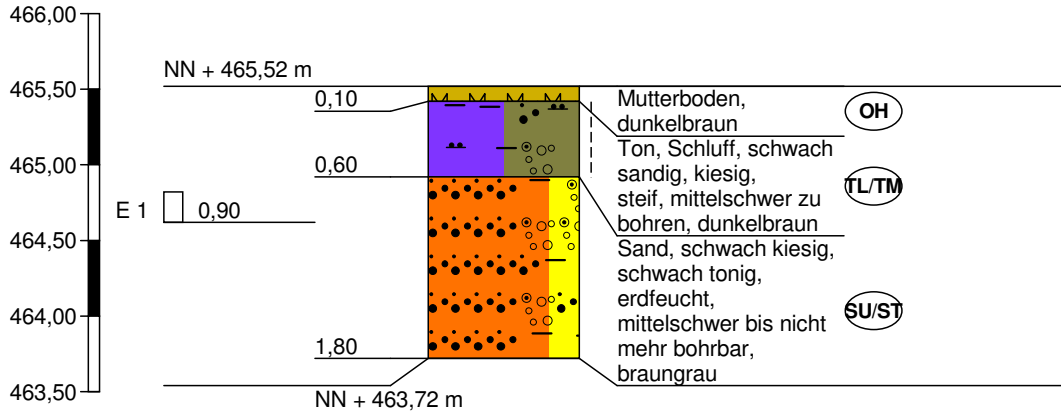 466,00
NN + 465,52 m
465,50
0,10
Mutterboden,
dunkelbraun
OH
465,00
0,60
Ton, Schluff, schwach
sandig, kiesig,
steif, mittelschwer zu
bohren, dunkelbraun
TL/TM
E 1
0,90
464,50
Sand, schwach kiesig,
schwach tonig,
erdfeucht,
mittelschwer bis nicht
mehr bohrbar,
braungrau
SU/ST
464,00
1,80
463,50
NN + 463,72 m